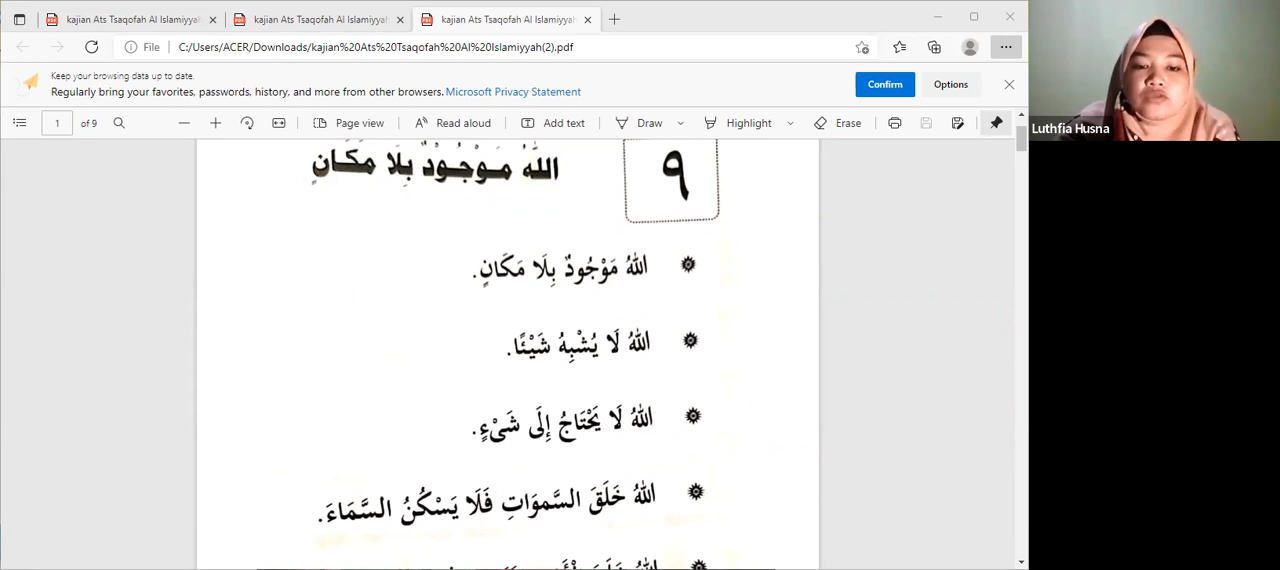 kajian Ats Tsaqofah Al Islamiyyah
kajian Ats Tsaqofah Al Islamiyyah
kajian Ats Tsaqofah Al Islamiyyah
File
C:/Users/ACER/Downloads/kajian%20Ats%20Tsaqofah%20Al%20Islamiyyah(2).pdf
Keep your browsing data up to date.
Regularly bring your favorites, passwords, history, and more from other browsers. Microsoft Privacy Statement
Confirm
Options
1 of 9
Page view
Read aloud
Add text
Draw
Highlight
Erase
Luthfia Husna
٩
اللهُ مَوْجُوْدٌ بِلَا مَكَانٍ
اللهُ مَوْجُودٌ بِلَا مَكَانٍ.
اللهُ لَا يُشْبِهُ شَيْئًا.
اللهُ لَا يَحْتَاجُ إِلَى شَىْءٍ.
اللهُ خَلَقَ السَّموَاتِ فَلَا يَسْكُنُ السَّمَاءَ.